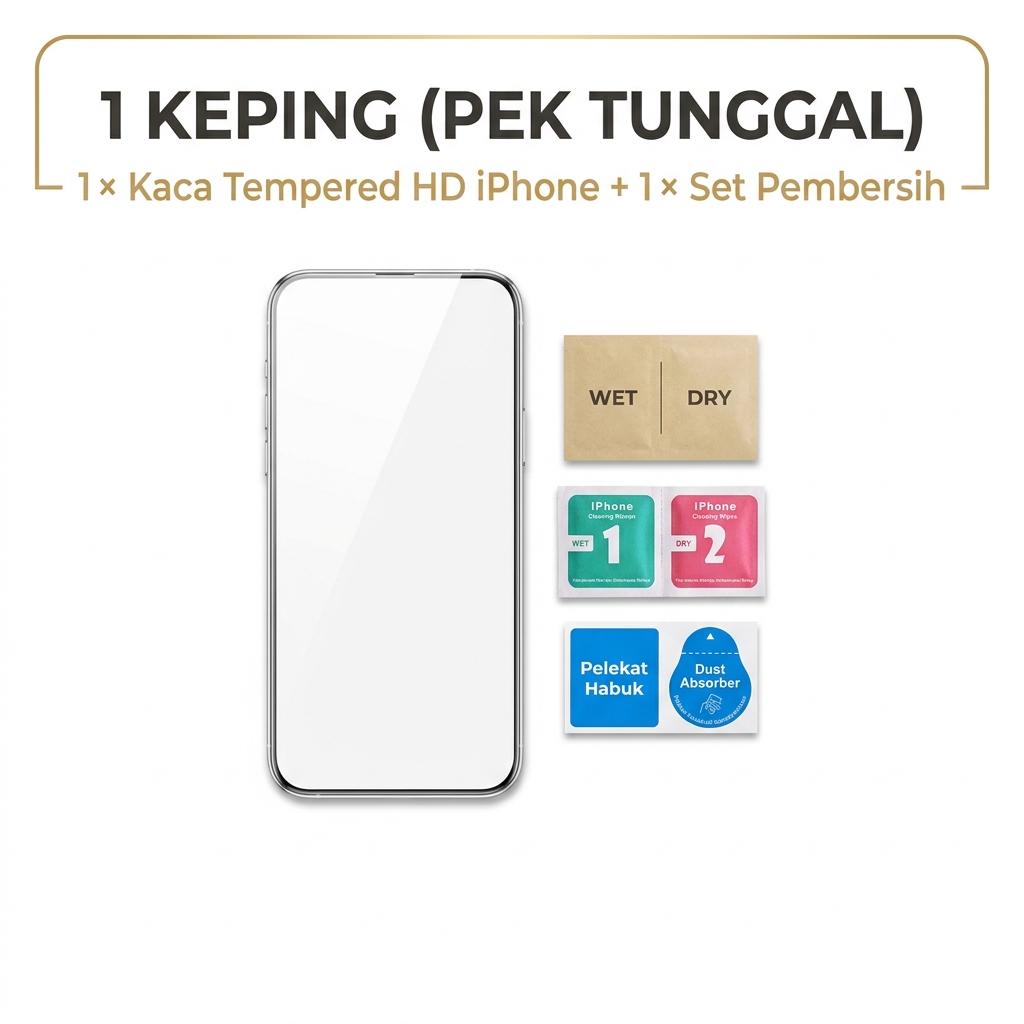 1 KEPING (PEK TUNGGAL)
1× Kaca Tempered HD iPhone + 1× Set Pembersih
WET DRY
IPhone
WET 1
IPhone
DRY 2
Pelekat
Habuk
Dust
Absorber